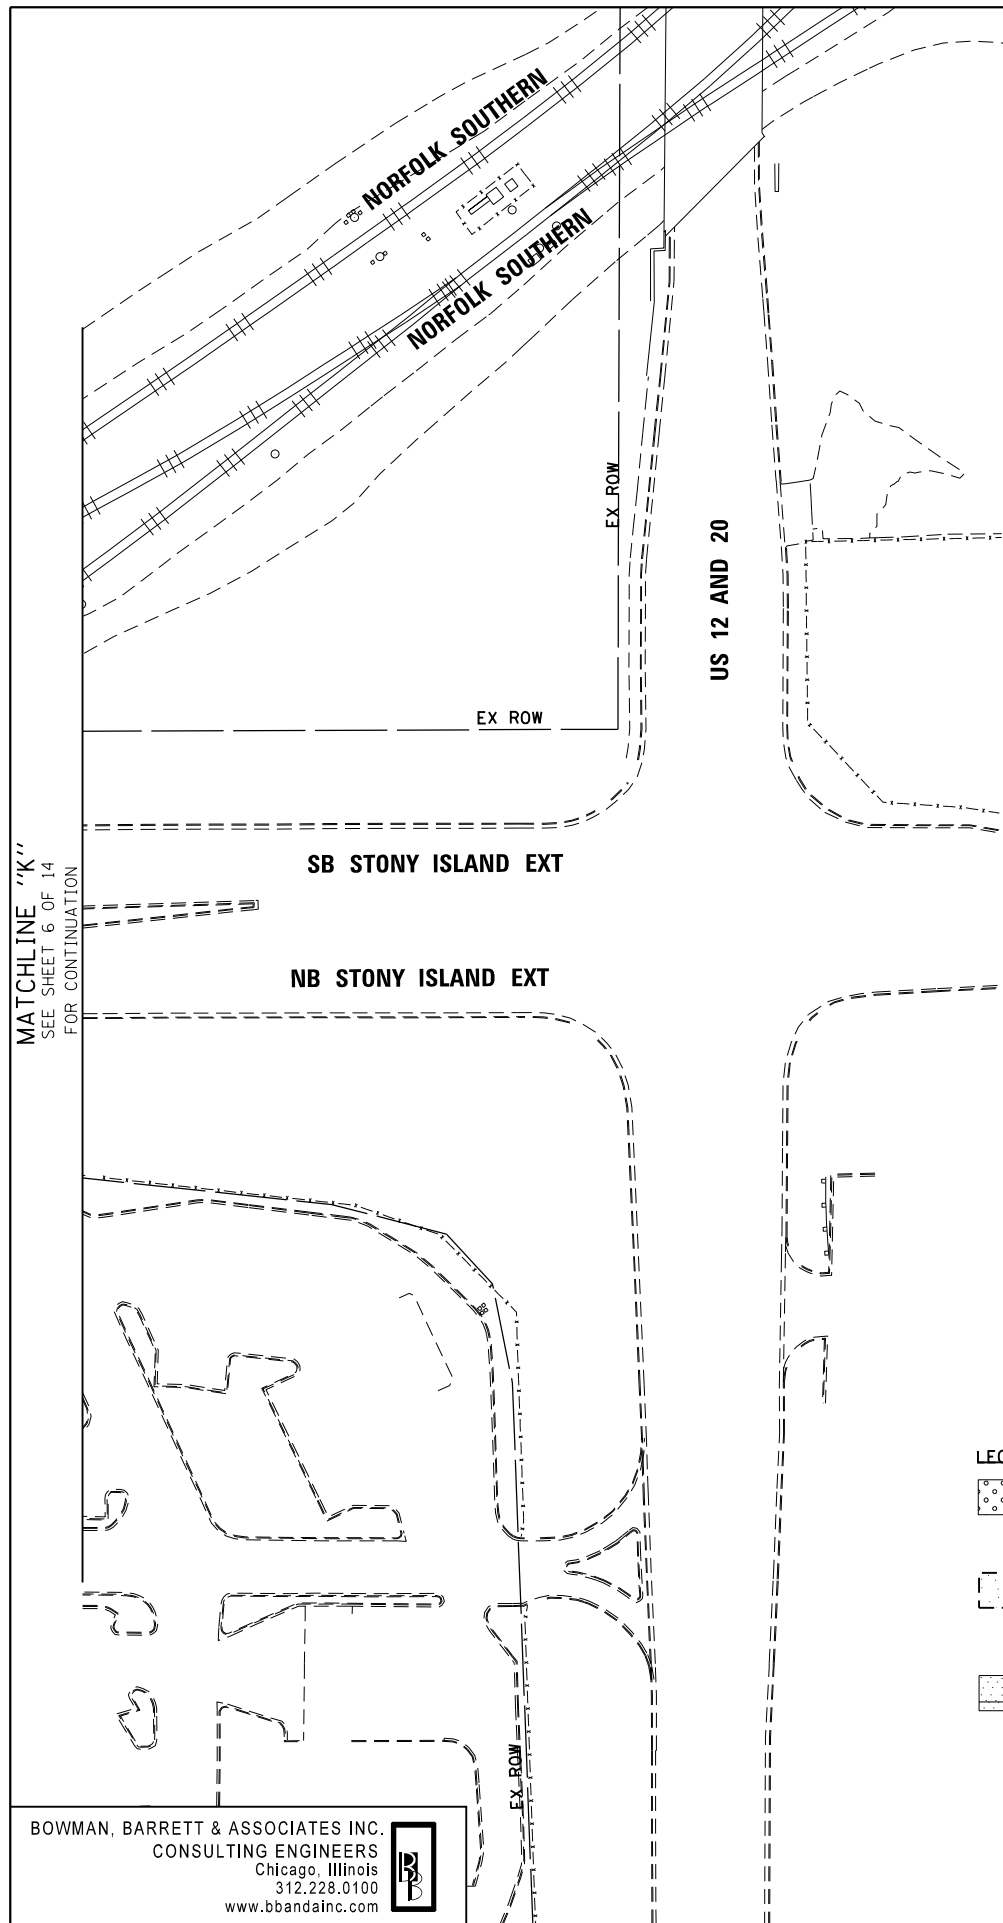 NORFOLK SOUTHERN
NORFOLK SOUTHERN
EX ROW
US 12 AND 20
EX ROW
SB STONY ISLAND EXT
MATCHLINE "K"
SEE SHEET 6 OF 14
FOR CONTINUATION
NB STONY ISLAND EXT
EX ROW
BOWMAN, BARRETT & ASSOCIATES INC.
CONSULTING ENGINEERS
Chicago, Illinois
312.228.0100
www.bbandainc.com